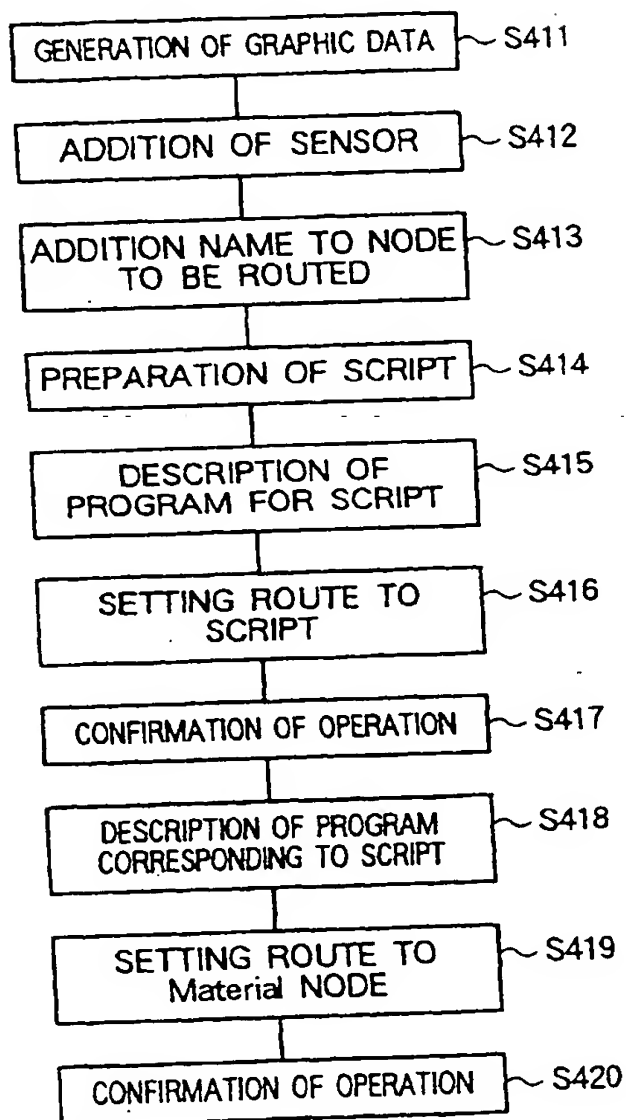 GENERATION OF GRAPHIC DATA S411
ADDITION OF SENSOR S412
ADDITION NAME TO NODE S413
TO BE ROUTED
PREPARATION OF SCRIPT S414
DESCRIPTION OF S415
PROGRAM FOR SCRIPT
SETTING ROUTE TO S416
SCRIPT
CONFIRMATION OF OPERATION S417
DESCRIPTION OF PROGRAM S418
CORRESPONDING TO SCRIPT
SETTING ROUTE TO S419
Material NODE
CONFIRMATION OF OPERATION S420